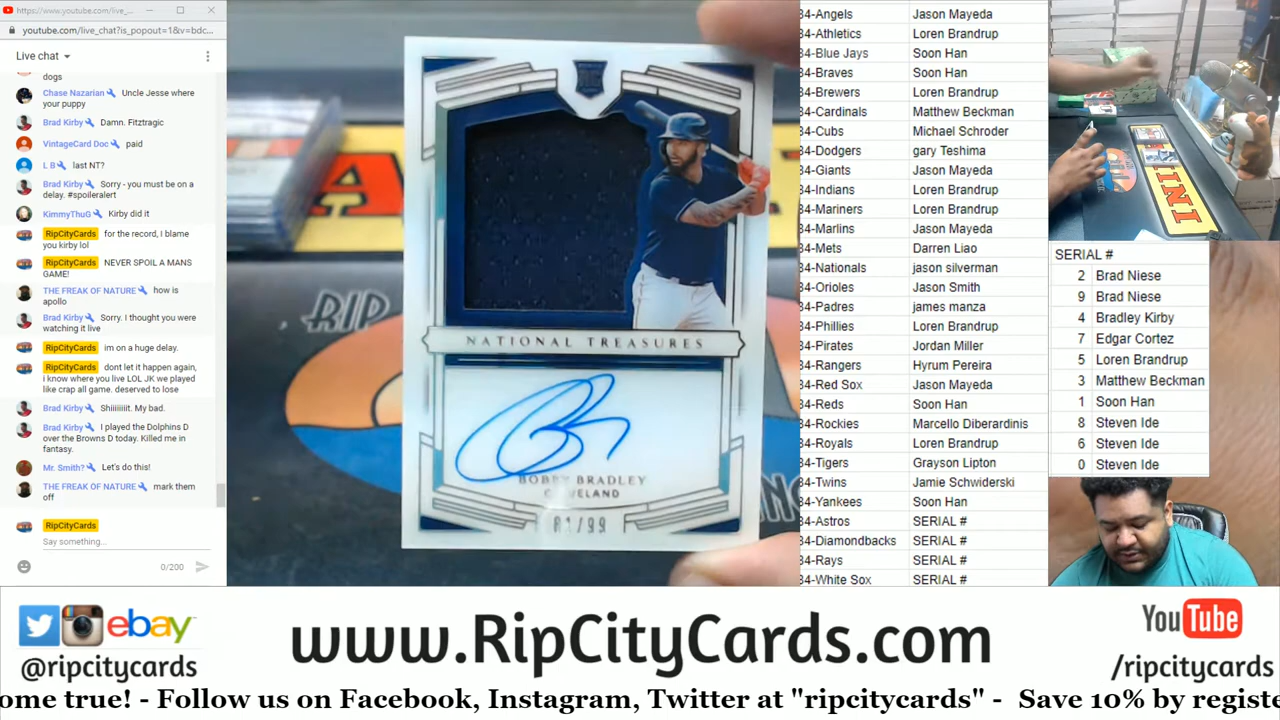 https://www.youtube.com/live_...
youtube.com/live_chat?is_popout=1&v=bdc...
Live chat
dogs
Chase Nazarian Uncle Jesse where
your puppy
Brad Kirby Damn. Fitztragic
VintageCard Doc paid
L B last NT?
Brad Kirby Sorry - you must be on a
delay. #spoileralert
KimmyThuG Kirby did it
RipCityCards for the record, I blame
you kirby lol
RipCityCards NEVER SPOIL A MANS
GAME!
THE FREAK OF NATURE how is
apollo
Brad Kirby Sorry. I thought you were
watching it live
RipCityCards im on a huge delay.
RipCityCards dont let it happen again,
i know where you live LOL JK we played
like crap all game. deserved to lose
Brad Kirby Shiiiiiiit. My bad.
Brad Kirby I played the Dolphins D
over the Browns D today. Killed me in
fantasy.
Mr. Smith? Let's do this!
THE FREAK OF NATURE mark them
off
RipCityCards
Say something...
0/200
RIP
NATIONAL TREASURES
BOBBY BRADLEY
CLEVELAND
81/99
34-Angels Jason Mayeda
34-Athletics Loren Brandrup
34-Blue Jays Soon Han
34-Braves Soon Han
34-Brewers Loren Brandrup
34-Cardinals Matthew Beckman
34-Cubs Michael Schroder
34-Dodgers gary Teshima
34-Giants Jason Mayeda
34-Indians Loren Brandrup
34-Mariners Loren Brandrup
34-Marlins Jason Mayeda
34-Mets Darren Liao
34-Nationals jason silverman
34-Orioles Jason Smith
34-Padres james manza
34-Phillies Loren Brandrup
34-Pirates Jordan Miller
34-Rangers Hyrum Pereira
34-Red Sox Jason Mayeda
34-Reds Soon Han
34-Rockies Marcello Diberardinis
34-Royals Loren Brandrup
34-Tigers Grayson Lipton
34-Twins Jamie Schwiderski
34-Yankees Soon Han
34-Astros SERIAL #
34-Diamondbacks SERIAL #
34-Rays SERIAL #
34-White Sox SERIAL #
SERIAL #
2 Brad Niese
9 Brad Niese
4 Bradley Kirby
7 Edgar Cortez
5 Loren Brandrup
3 Matthew Beckman
1 Soon Han
8 Steven Ide
6 Steven Ide
0 Steven Ide
ebay
@ripcitycards
www.RipCityCards.com
YouTube
/ripcitycards
ome true! - Follow us on Facebook, Instagram, Twitter at "ripcitycards" - Save 10% by registe